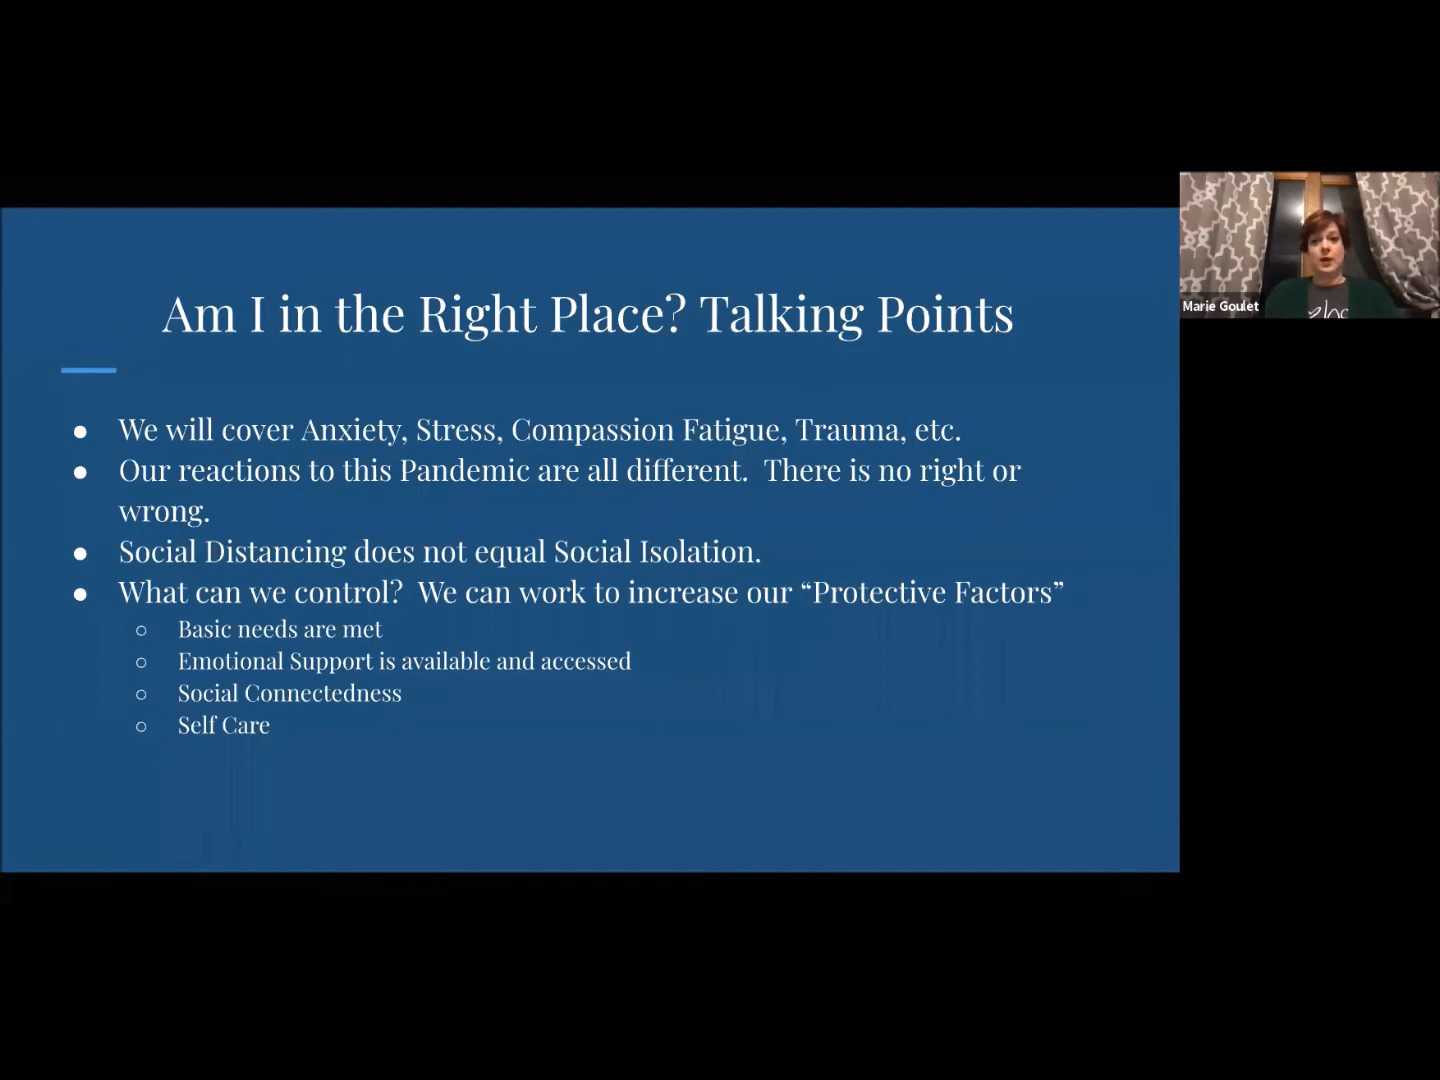 Am I in the Right Place? Talking Points
● We will cover Anxiety, Stress, Compassion Fatigue, Trauma, etc.
● Our reactions to this Pandemic are all different.  There is no right or
wrong.
● Social Distancing does not equal Social Isolation.
● What can we control?  We can work to increase our “Protective Factors”
○ Basic needs are met
○ Emotional Support is available and accessed
○ Social Connectedness
○ Self Care
Marie Goulet